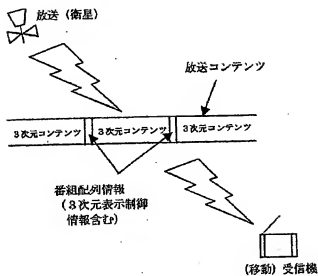 放送（衛星）
放送コンテンツ
３次元コンテンツ
３次元コンテンツ
３次元コンテンツ
番組配列情報
（３次元表示制御
情報含む）
（移動）受信機